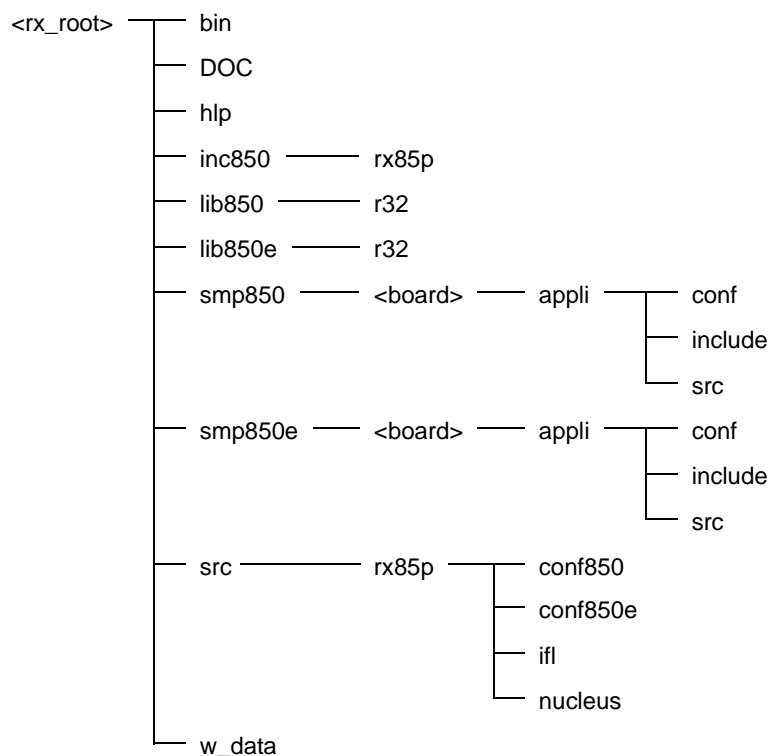 <rx_root> bin
DOC
hlp
inc850 rx85p
lib850 r32
lib850e r32
smp850 <board> appli conf
include
src
smp850e <board> appli conf
include
src
src rx85p conf850
conf850e
ifl
nucleus
w_data